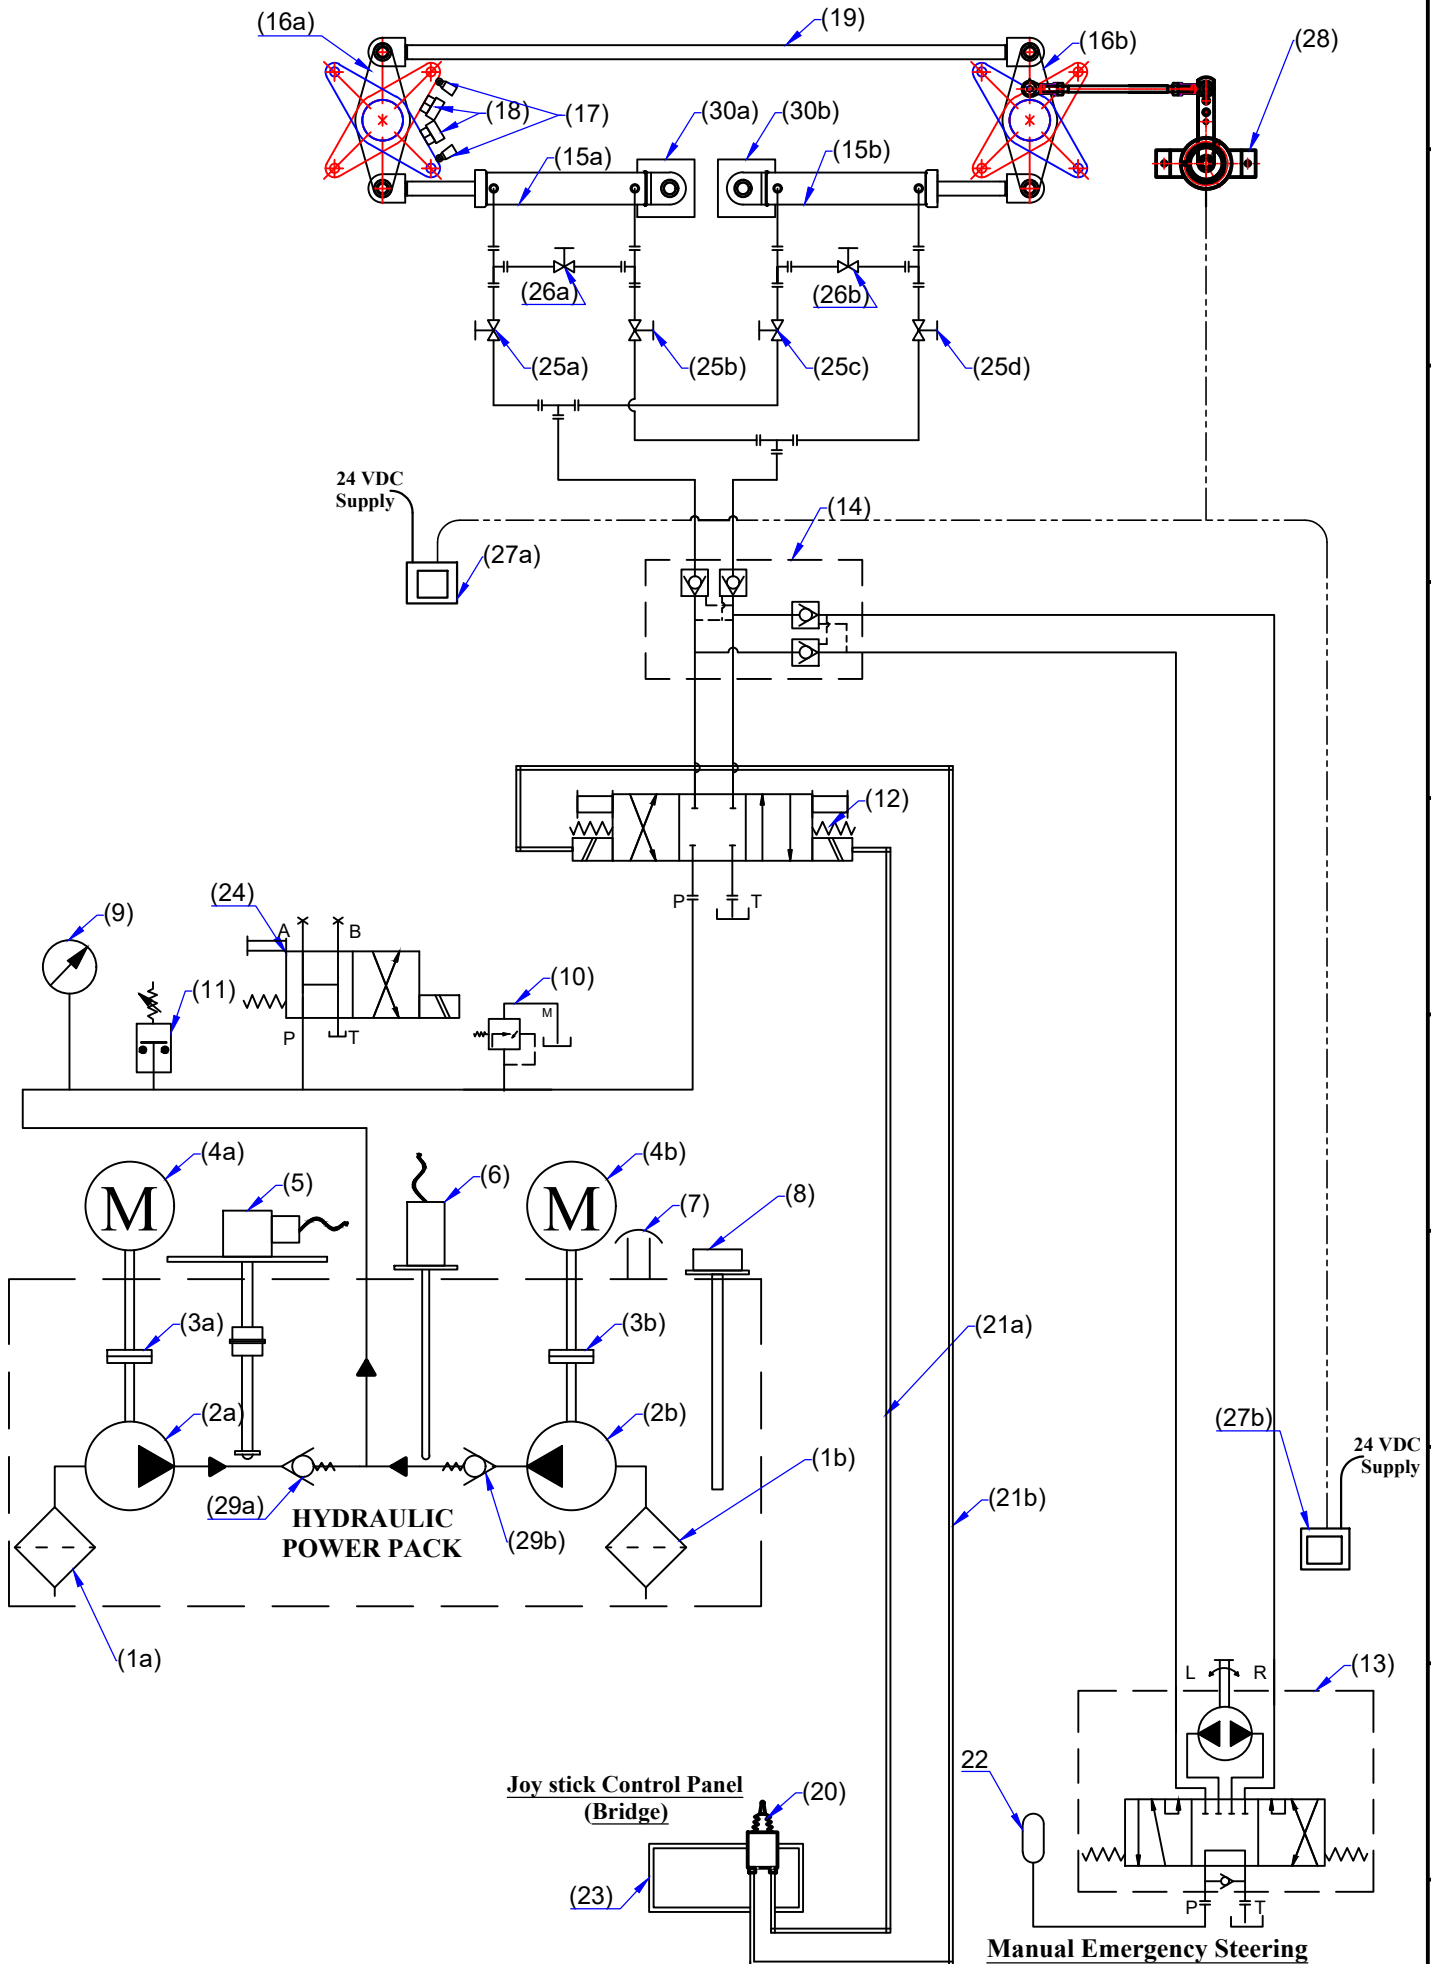 (16a)
(19)
(16b)
(28)
(18)
(17)
(30a)
(30b)
(15a)
(15b)
(26a)
(26b)
(25a)
(25b)
(25c)
(25d)
24 VDC
Supply
(14)
(27a)
(12)
P
T
(24)
(9)
A
B
(11)
(10)
M
P
T
(4a)
(5)
(6)
(4b)
(7)
(8)
M
M
(3a)
(3b)
(21a)
(2a)
(2b)
(27b)
24 VDC
Supply
(1b)
(29a)
(21b)
HYDRAULIC
POWER PACK
(29b)
(1a)
L
R
(13)
22
Joy stick Control Panel
(Bridge)
(20)
(23)
P
T
Manual Emergency Steering